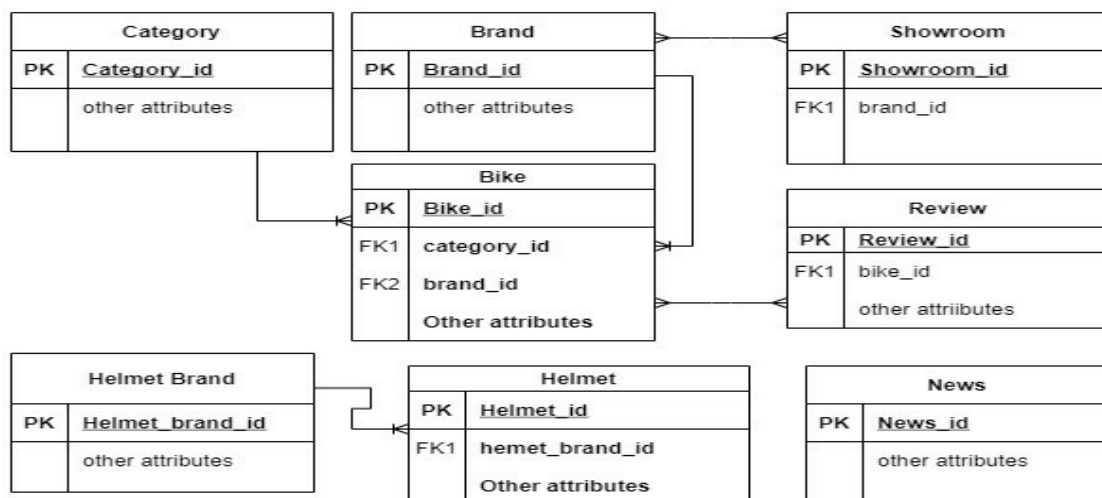 Category
PK Category_id
other attributes
Brand
PK Brand_id
other attributes
Showroom
PK Showroom_id
FK1 brand_id
Bike
PK Bike_id
FK1 category_id
FK2 brand_id
Other attributes
Review
PK Review_id
FK1 bike_id
other attriibutes
Helmet Brand
PK Helmet_brand_id
other attributes
Helmet
PK Helmet_id
FK1 hemet_brand_id
Other attributes
News
PK News_id
other attributes